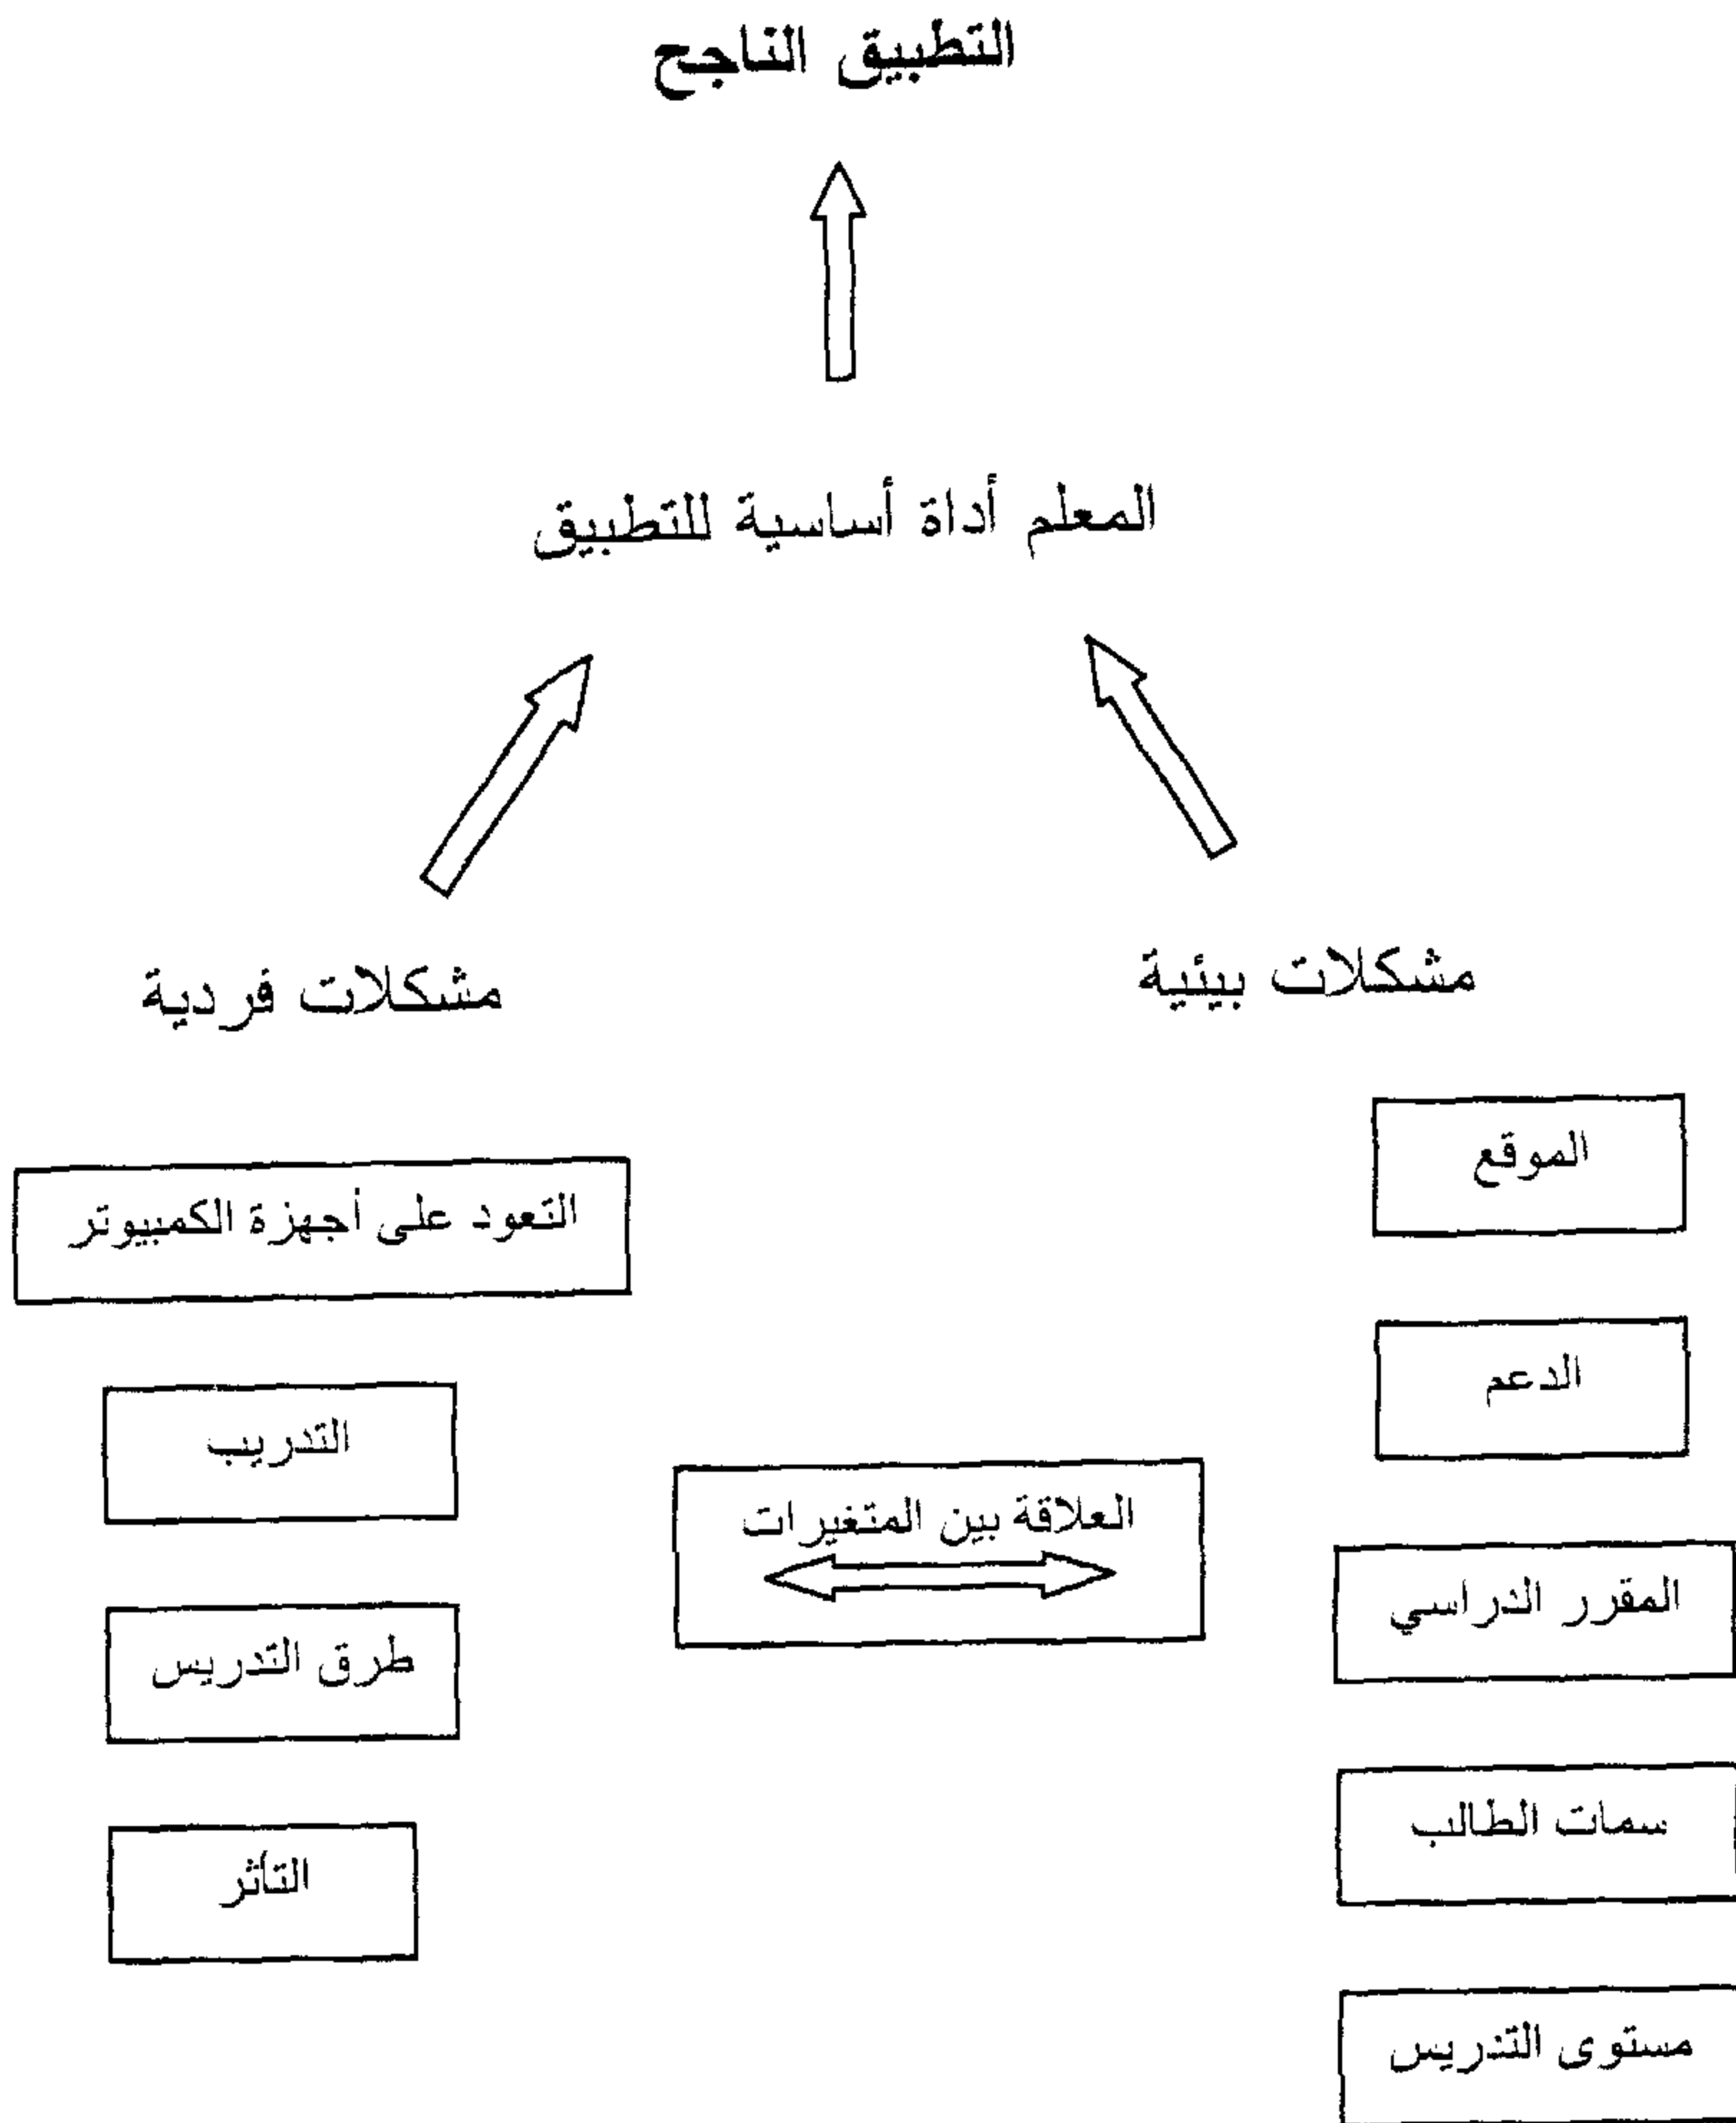 التطبيق الناجح
المعلم أداة أساسية للتطبيق
مشكلات بيئية
مشكلات فردية
الموقع
التعود على أجهزة الكمبيوتر
الدعم
التدريب
العلاقة بين المتغيرات
المقرر الدراسي
طرق التدريس
سمات الطالب
التأثر
مستوى التدريس